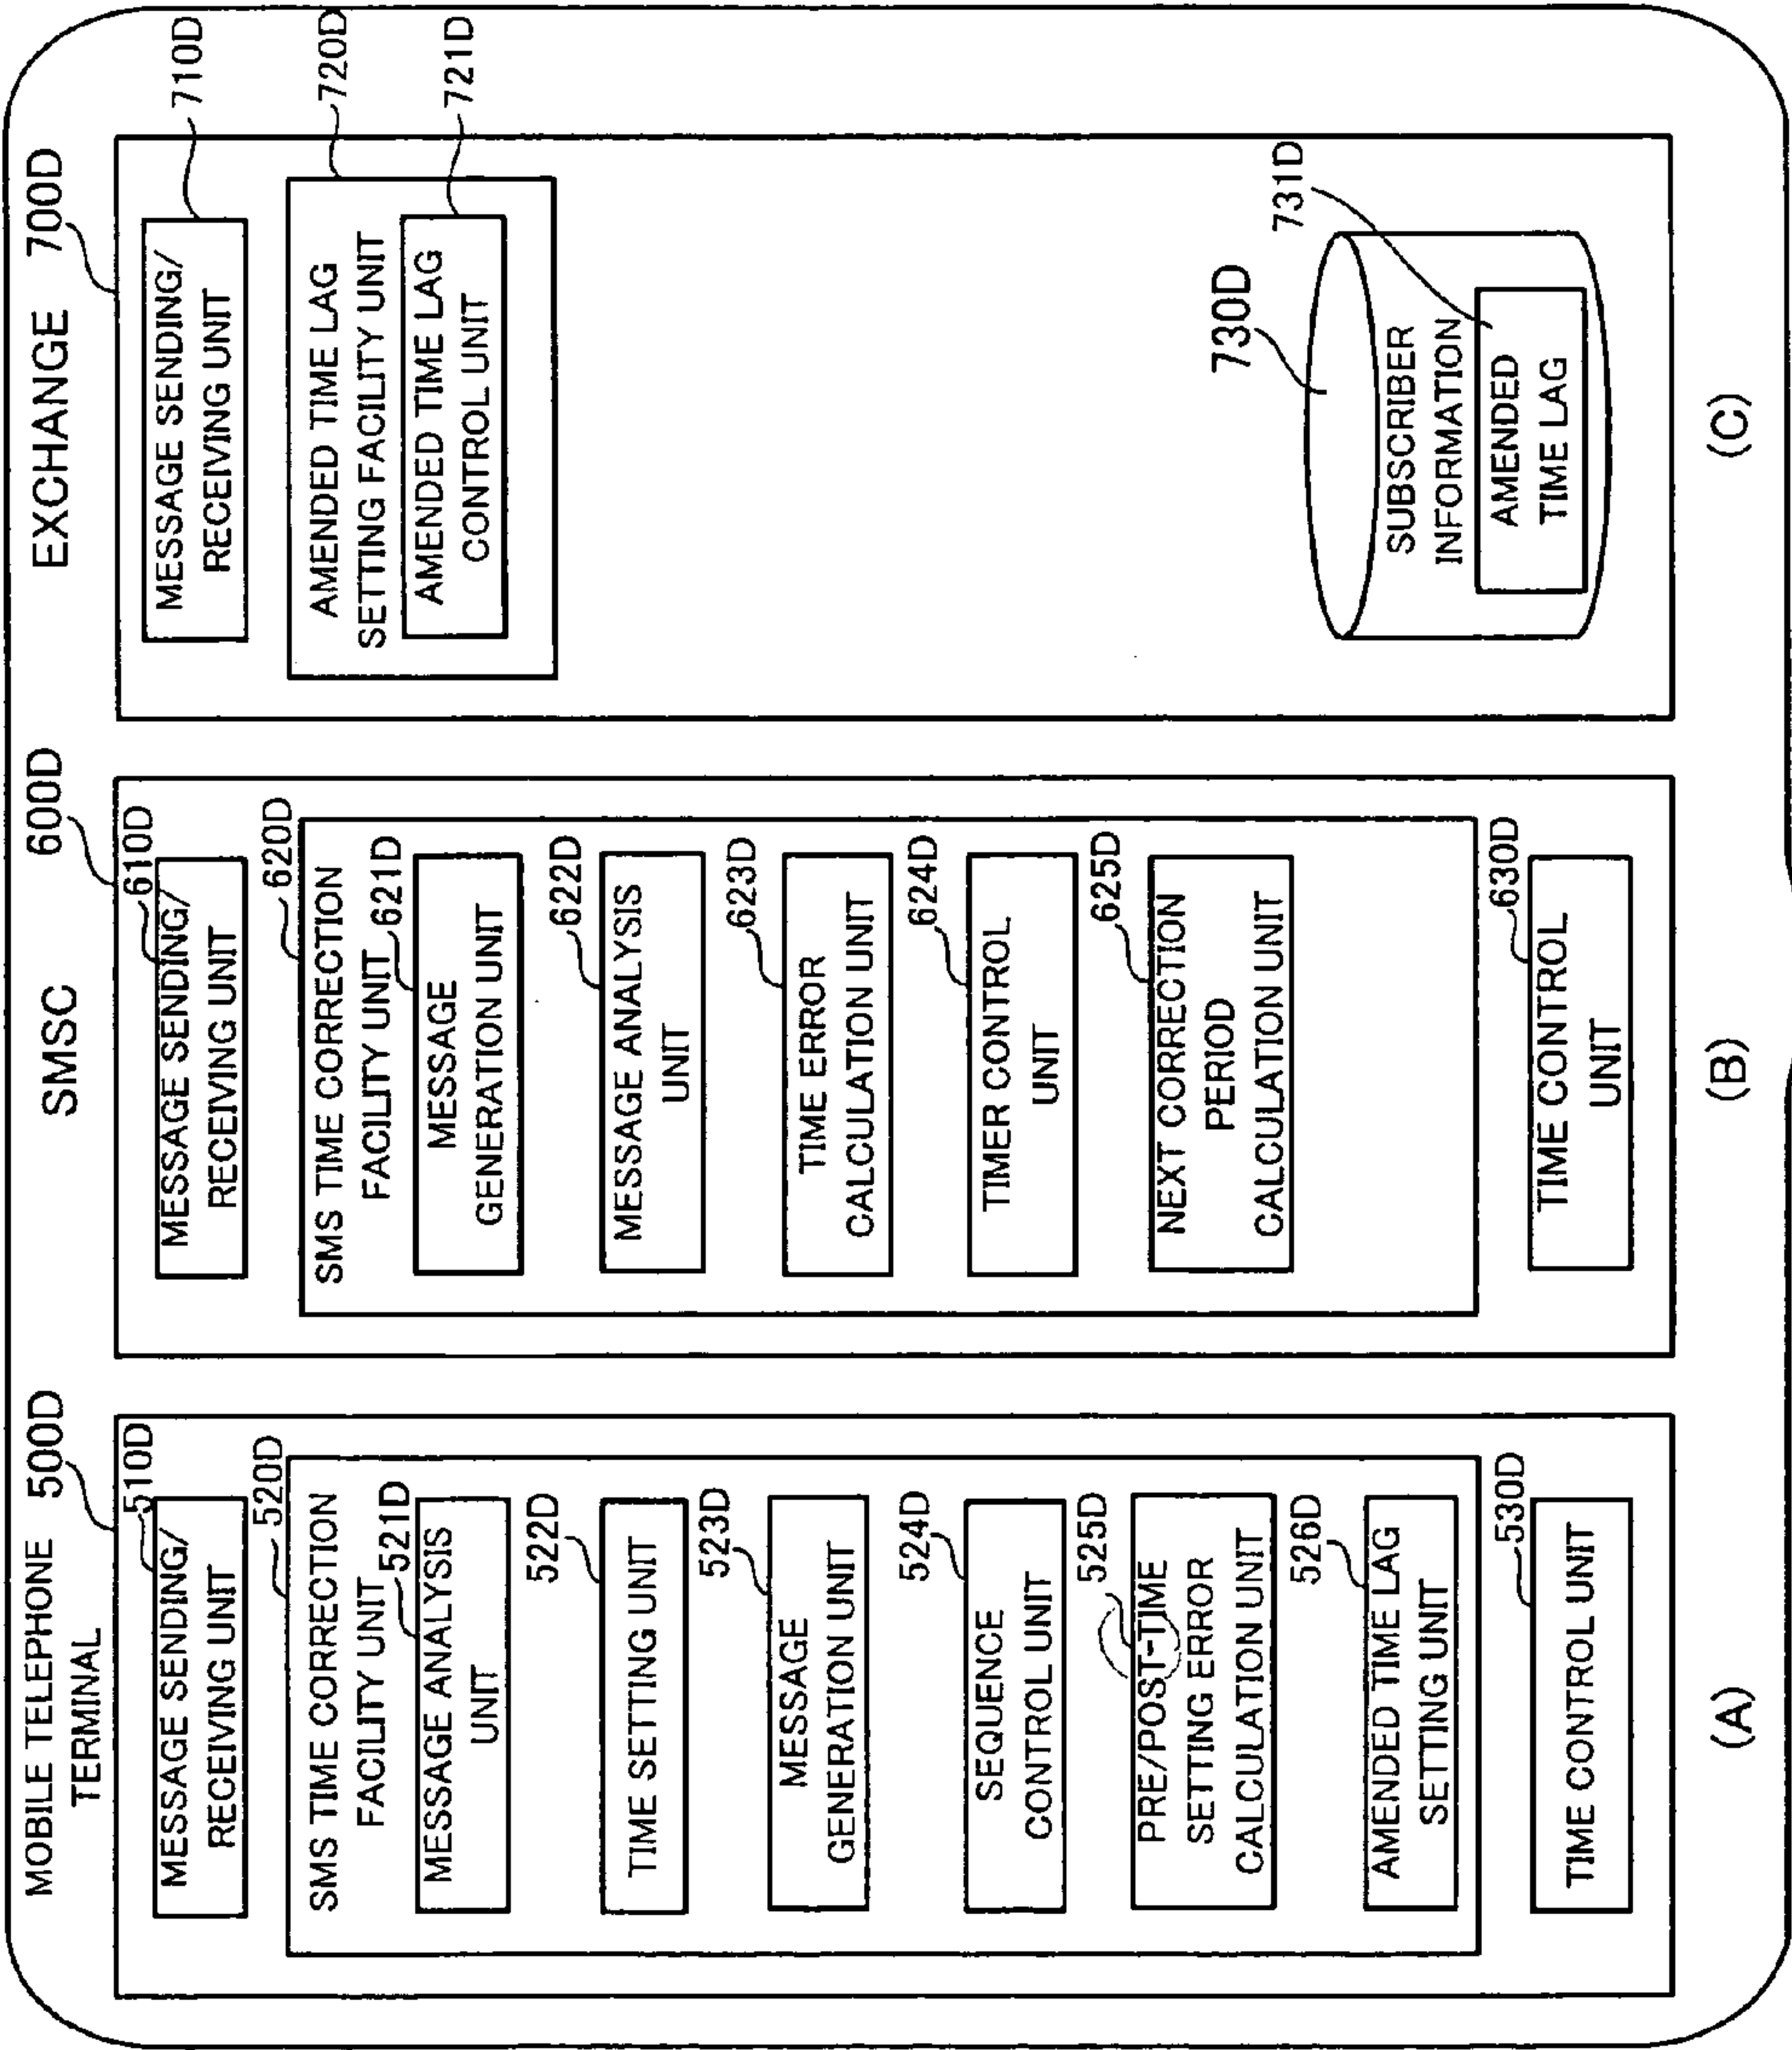 MOBILE TELEPHONE
TERMINAL
500D
510D
MESSAGE SENDING/
RECEIVING UNIT
520D
SMS TIME CORRECTION
FACILITY UNIT
521D
MESSAGE ANALYSIS
UNIT
522D
TIME SETTING UNIT
523D
MESSAGE
GENERATION UNIT
524D
SEQUENCE
CONTROL UNIT
525D
PRE/POST-TIME
SETTING ERROR
CALCULATION UNIT
526D
AMENDED TIME LAG
SETTING UNIT
530D
TIME CONTROL UNIT
(A)
SMSC
600D
610D
MESSAGE SENDING/
RECEIVING UNIT
620D
SMS TIME CORRECTION
FACILITY UNIT
621D
MESSAGE
GENERATION UNIT
622D
MESSAGE ANALYSIS
UNIT
623D
TIME ERROR
CALCULATION UNIT
624D
TIMER CONTROL
UNIT
625D
NEXT CORRECTION
PERIOD
CALCULATION UNIT
630D
TIME CONTROL
UNIT
(B)
EXCHANGE
700D
710D
MESSAGE SENDING/
RECEIVING UNIT
720D
AMENDED TIME LAG
SETTING FACILITY UNIT
721D
AMENDED TIME LAG
CONTROL UNIT
730D
SUBSCRIBER
INFORMATION
731D
AMENDED
TIME LAG
(C)